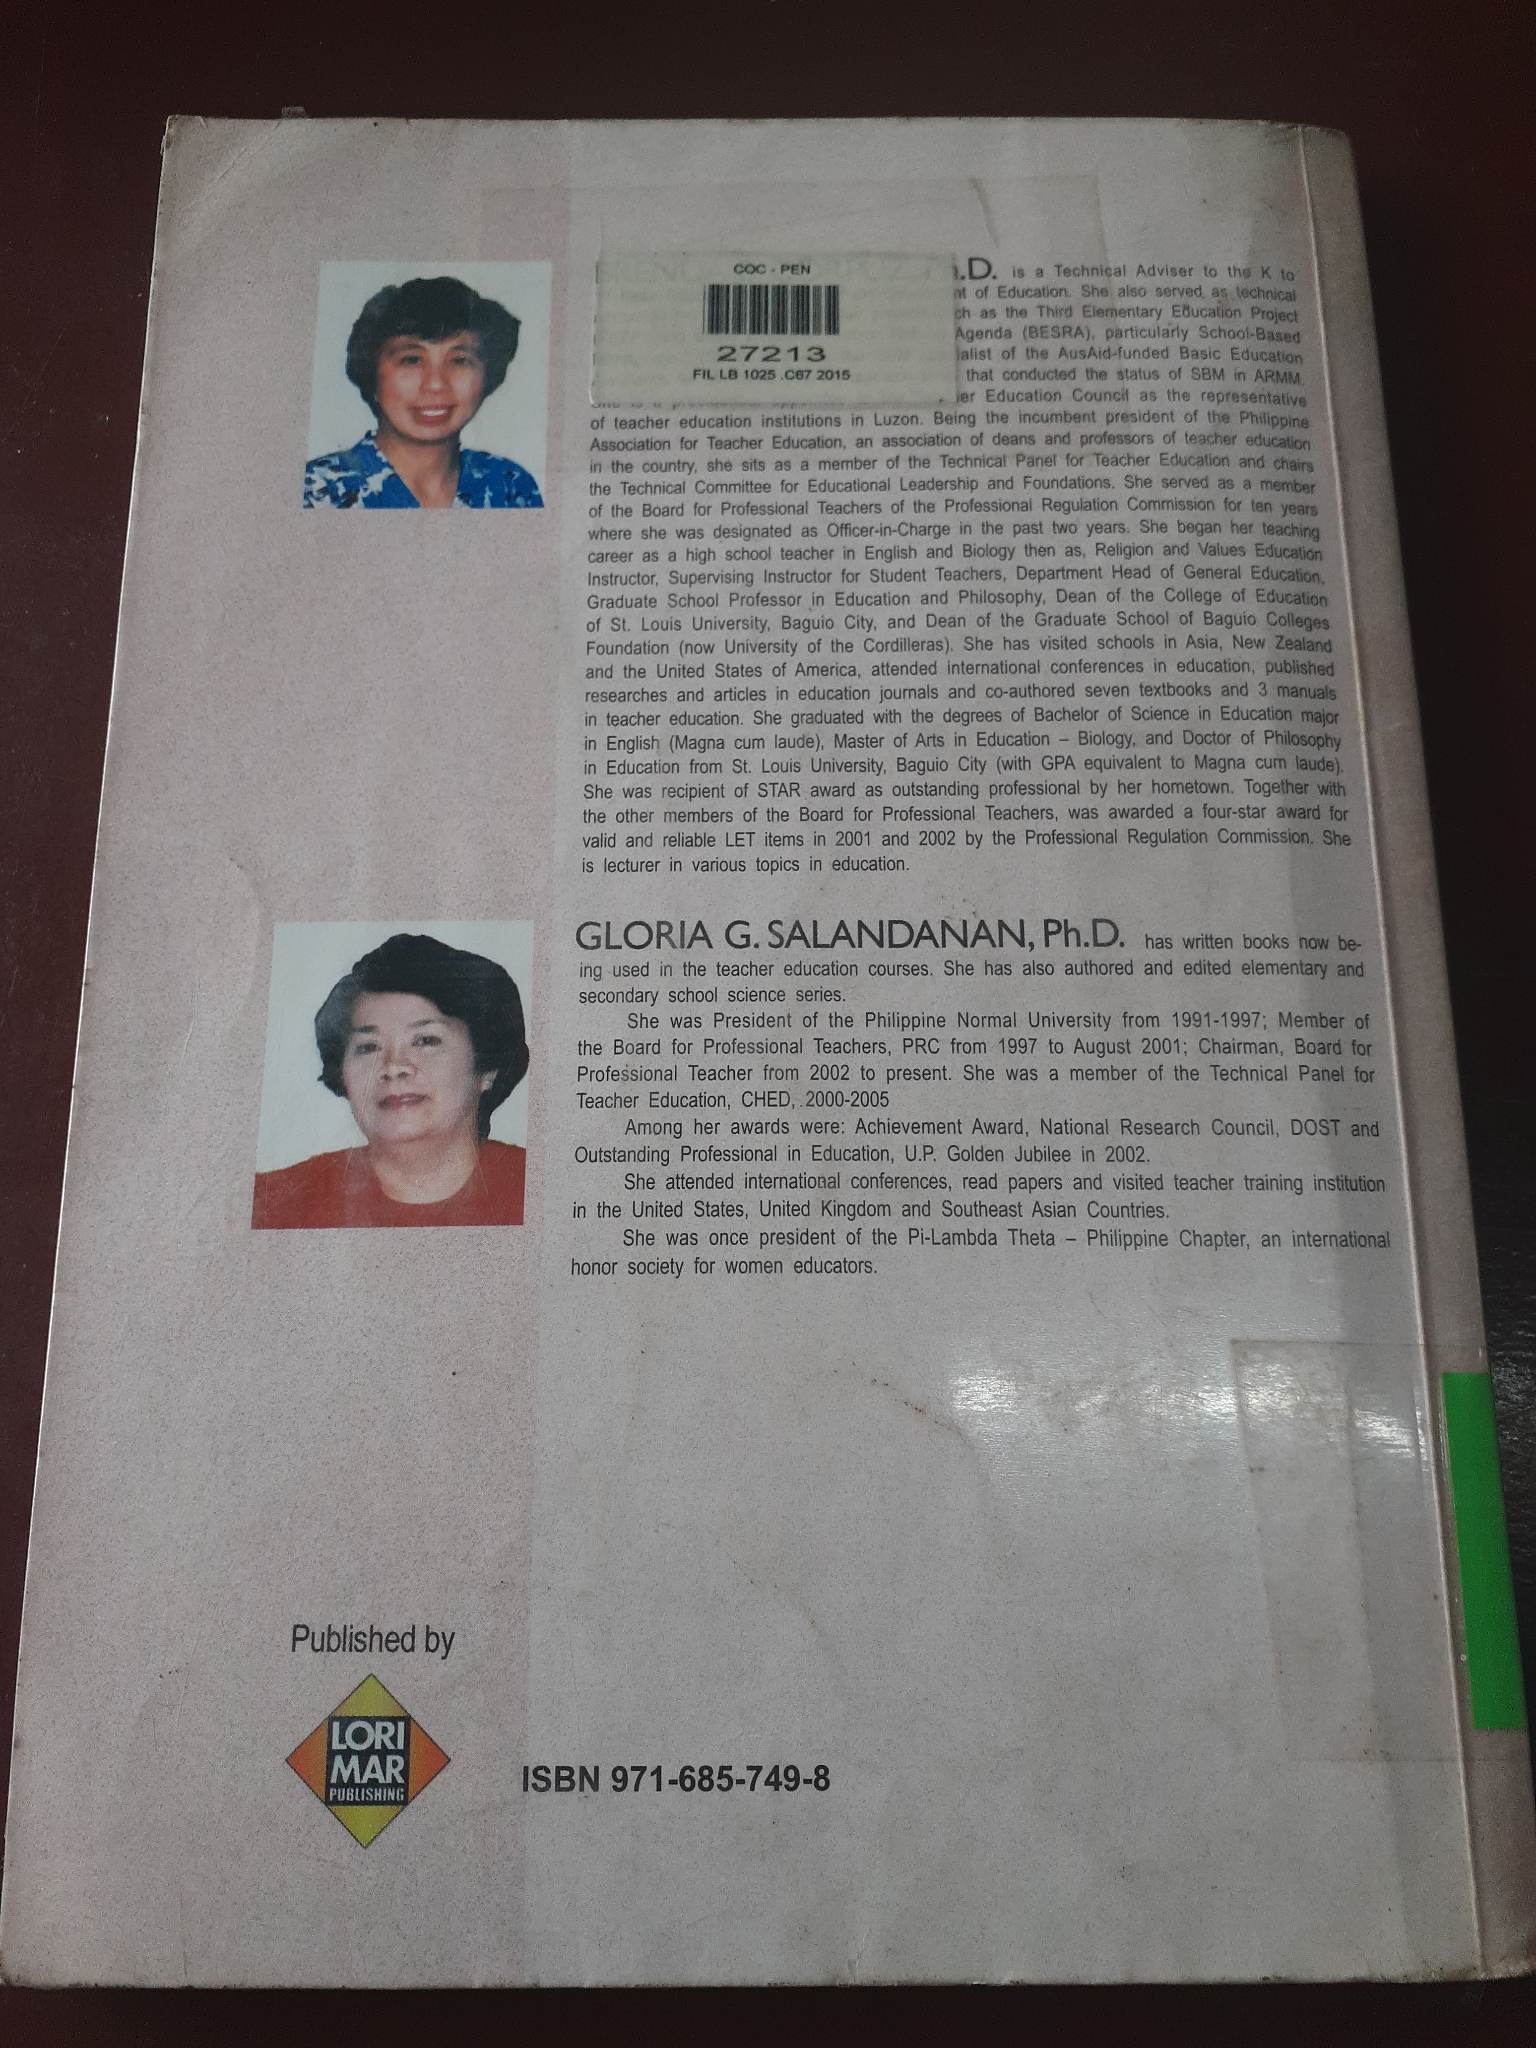 COC - PEN
27213
FIL LB 1025 .C67 2015
.D. is a Technical Adviser to the K to
of Education. She also served as technical
as the Third Elementary Education Project
Agenda (BESRA), particularly School-Based
of the AusAid-funded Basic Education
that conducted the status of SBM in ARMM.
Education Council as the representative
of teacher education institutions in Luzon. Being the incumbent president of the Philippine
Association for Teacher Education, an association of deans and professors of teacher education
in the country, she sits as a member of the Technical Panel for Teacher Education and chairs
the Technical Committee for Educational Leadership and Foundations. She served as a member
of the Board for Professional Teachers of the Professional Regulation Commission for ten years
where she was designated as Officer-in-Charge in the past two years. She began her teaching
career as a high school teacher in English and Biology then as, Religion and Values Education
Instructor, Supervising Instructor for Student Teachers, Department Head of General Education,
Graduate School Professor in Education and Philosophy, Dean of the College of Education
of St. Louis University, Baguio City, and Dean of the Graduate School of Baguio Colleges
Foundation (now University of the Cordilleras). She has visited schools in Asia, New Zealand
and the United States of America, attended international conferences in education, published
researches and articles in education journals and co-authored seven textbooks and 3 manuals
in teacher education. She graduated with the degrees of Bachelor of Science in Education major
in English (Magna cum laude), Master of Arts in Education – Biology, and Doctor of Philosophy
in Education from St. Louis University, Baguio City (with GPA equivalent to Magna cum laude).
She was recipient of STAR award as outstanding professional by her hometown. Together with
the other members of the Board for Professional Teachers, was awarded a four-star award for
valid and reliable LET items in 2001 and 2002 by the Professional Regulation Commission. She
is lecturer in various topics in education.
GLORIA G. SALANDANAN, Ph.D. has written books now be-
ing used in the teacher education courses. She has also authored and edited elementary and
secondary school science series.
She was President of the Philippine Normal University from 1991-1997; Member of
the Board for Professional Teachers, PRC from 1997 to August 2001; Chairman, Board for
Professional Teacher from 2002 to present. She was a member of the Technical Panel for
Teacher Education, CHED, 2000-2005
Among her awards were: Achievement Award, National Research Council, DOST and
Outstanding Professional in Education, U.P. Golden Jubilee in 2002.
She attended international conferences, read papers and visited teacher training institution
in the United States, United Kingdom and Southeast Asian Countries.
She was once president of the Pi-Lambda Theta – Philippine Chapter, an international
honor society for women educators.
Published by
LORI
MAR
PUBLISHING
ISBN 971-685-749-8